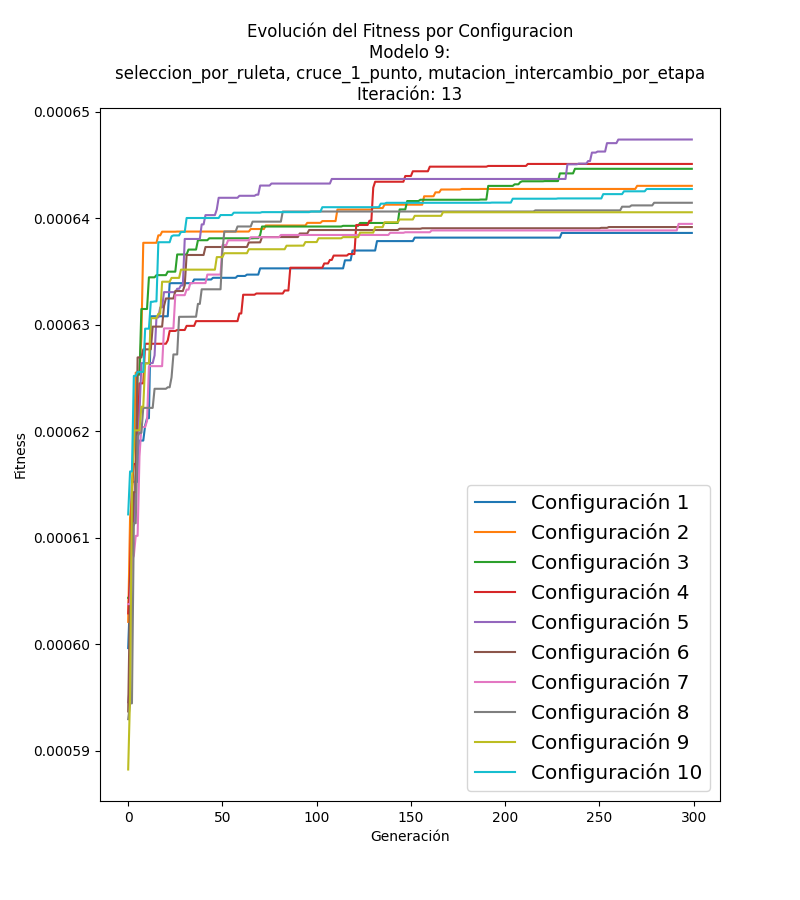 Evolución del Fitness por Configuracion
Modelo 9:
seleccion_por_ruleta, cruce_1_punto, mutacion_intercambio_por_etapa
Iteración: 13
0.00065
0.00064
0.00063
0.00062
0.00061
0.00060
0.00059
Fitness
0 50 100 150 200 250 300
Generación
Configuración 1
Configuración 2
Configuración 3
Configuración 4
Configuración 5
Configuración 6
Configuración 7
Configuración 8
Configuración 9
Configuración 10